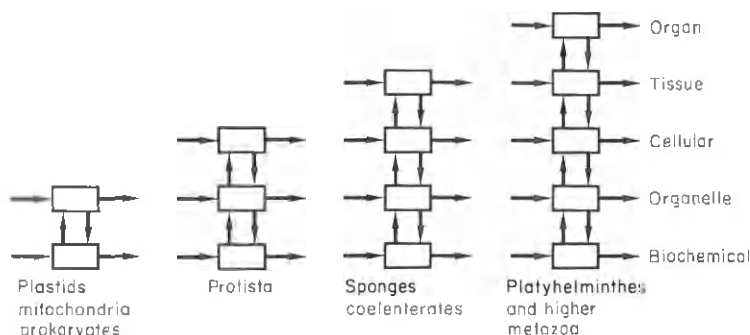 Organ
Tissue
Cellular
Organelle
Biochemical
Plastids
mitochondria
prokaryotes
Protista
Sponges
coelenterates
Platyhelminthes
and higher
metazoa